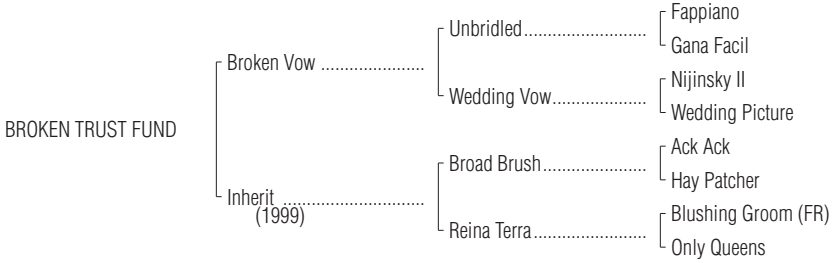 Fappiano
Unbridled..........................
Gana Facil
Broken Vow ......................
Nijinsky II
Wedding Vow....................
Wedding Picture
BROKEN TRUST FUND
Ack Ack
Broad Brush.......................
Hay Patcher
Inherit ..............................
(1999)
Blushing Groom (FR)
Reina Terra........................
Only Queens